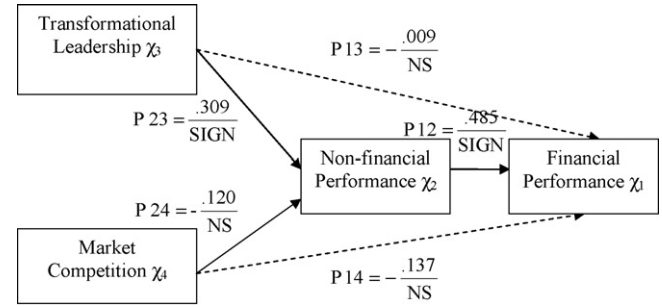 Transformational
Leadership χ₃
P 13 = − .009 / NS
P 23 = .309 / SIGN
P 12 = .485 / SIGN
Non-financial
Performance χ₂
Financial
Performance χ₁
P 24 = - .120 / NS
Market
Competition χ₄
P 14 = − .137 / NS